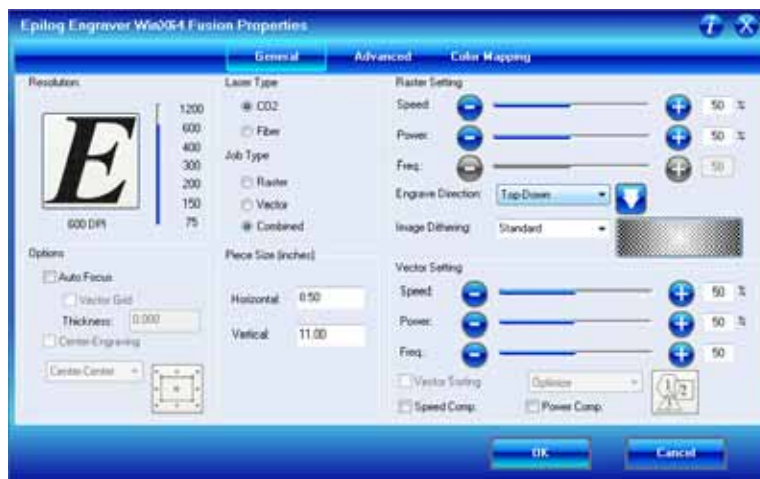 Epilog Engraver WinX64 Fusion Properties
General Advanced Color Mapping
Resolution:
E
1200
600
400
300
200
150
75
600 DPI
Options
Auto Focus
Vector Grid
Thickness: 0.000
Center-Engraving
Center-Center
Laser Type
CO2
Fiber
Job Type
Raster
Vector
Combined
Piece Size (inches)
Horizontal: 8.50
Vertical: 11.00
Raster Setting
Speed: 50 %
Power: 50 %
Freq.: 50
Engrave Direction: Top-Down
Image Dithering: Standard
Vector Setting
Speed: 50 %
Power: 50 %
Freq.: 50
Vector Sorting Optimize
1 2
Speed Comp. Power Comp.
OK Cancel